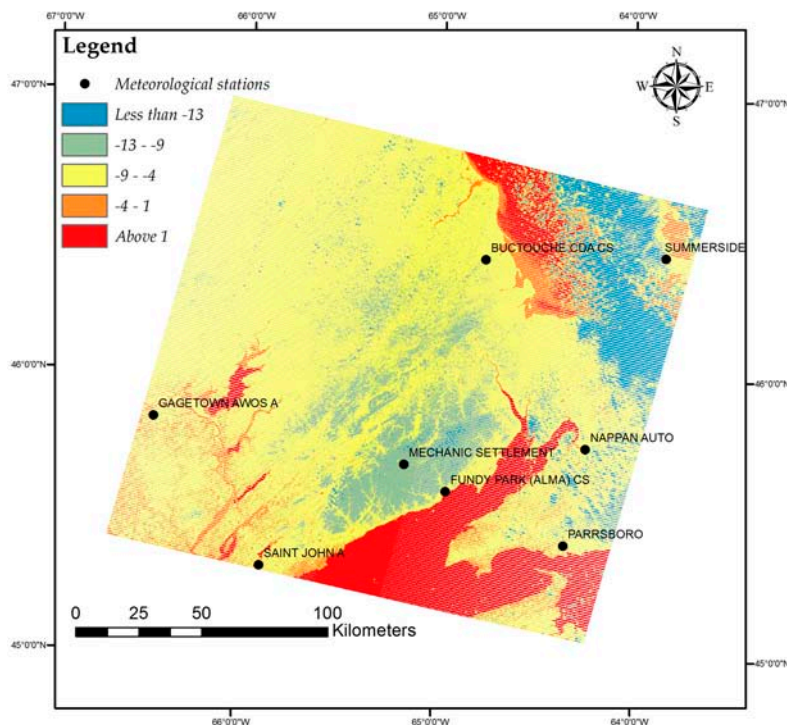 67°0'0"W 66°0'0"W 65°0'0"W 64°0'0"W
Legend
Meteorological stations
Less than -13
-13 - -9
-9 - -4
-4 - 1
Above 1
N
W E
S
47°0'0"N 47°0'0"N
BUCTOUCHE CDA CS
SUMMERSIDE
46°0'0"N 46°0'0"N
GAGETOWN AWOS A
NAPPAN AUTO
MECHANIC SETTLEMENT
FUNDY PARK (ALMA) CS
PARRSBORO
SAINT JOHN A
0 25 50 100
Kilometers
45°0'0"N 45°0'0"N
66°0'0"W 65°0'0"W 64°0'0"W